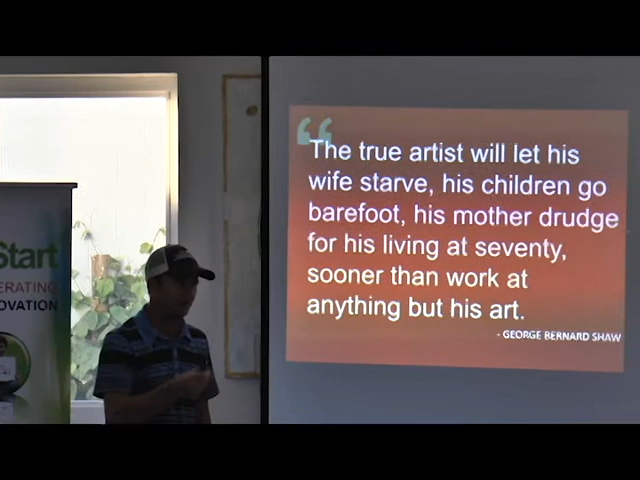 Start
ERATING
OVATION
“
The true artist will let his
wife starve, his children go
barefoot, his mother drudge
for his living at seventy,
sooner than work at
anything but his art.
- GEORGE BERNARD SHAW